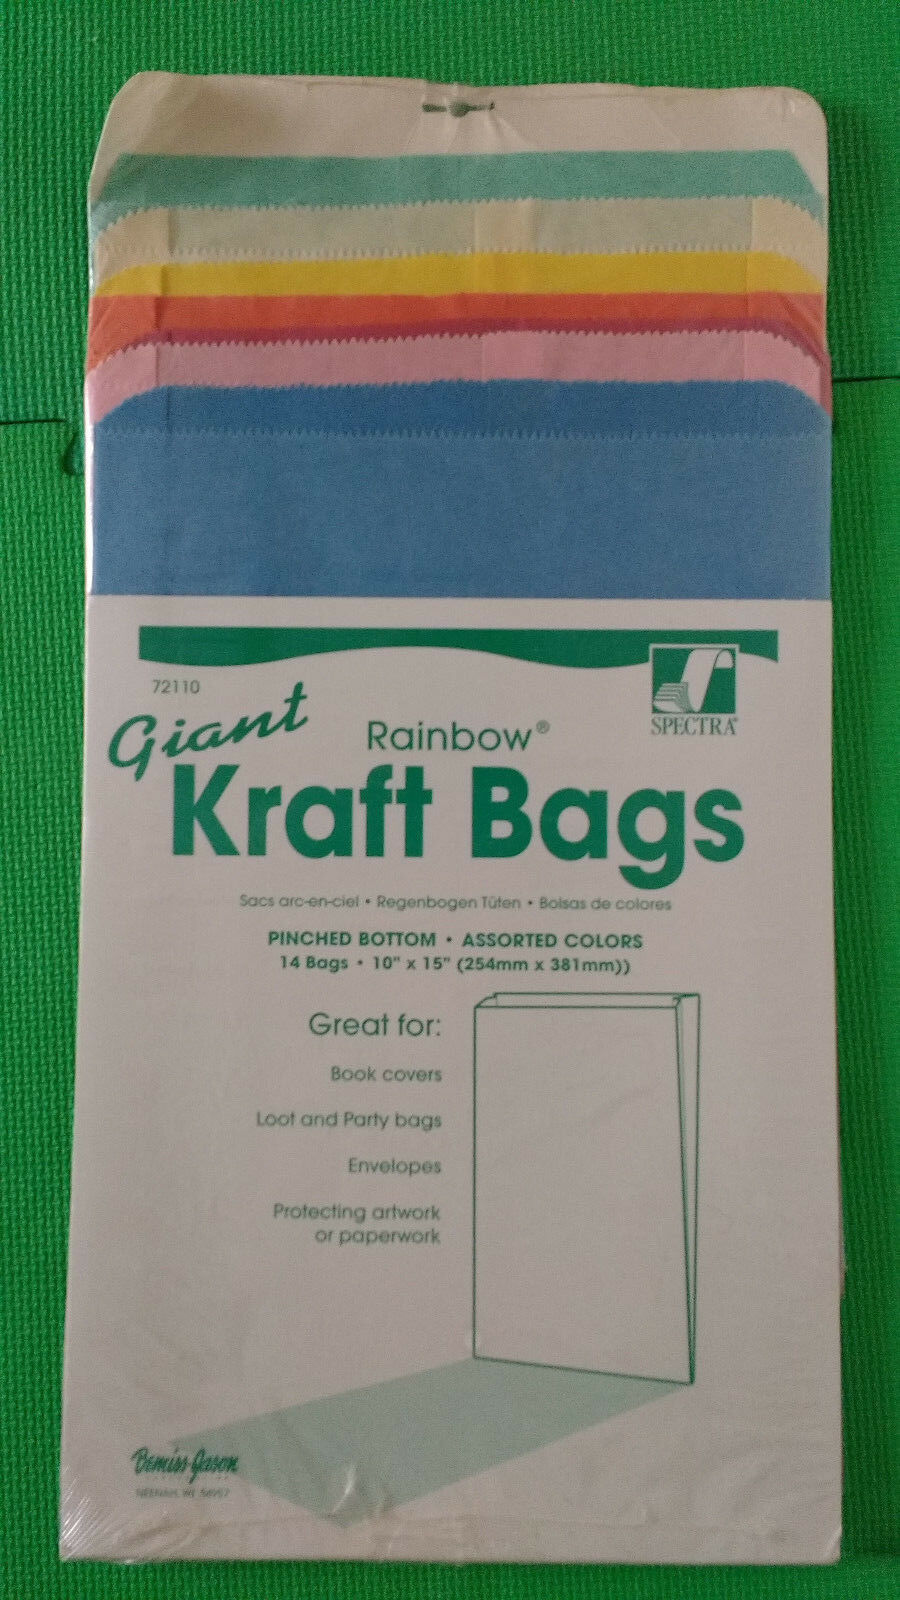 72110
SPECTRA®
Giant
Rainbow®
Kraft Bags
Sacs arc-en-ciel • Regenbogen Tüten • Bolsas de colores
PINCHED BOTTOM • ASSORTED COLORS
14 Bags • 10" x 15" (254mm x 381mm))
Great for:
Book covers
Loot and Party bags
Envelopes
Protecting artwork
or paperwork
Bemiss-Jason
NEENAH, WI